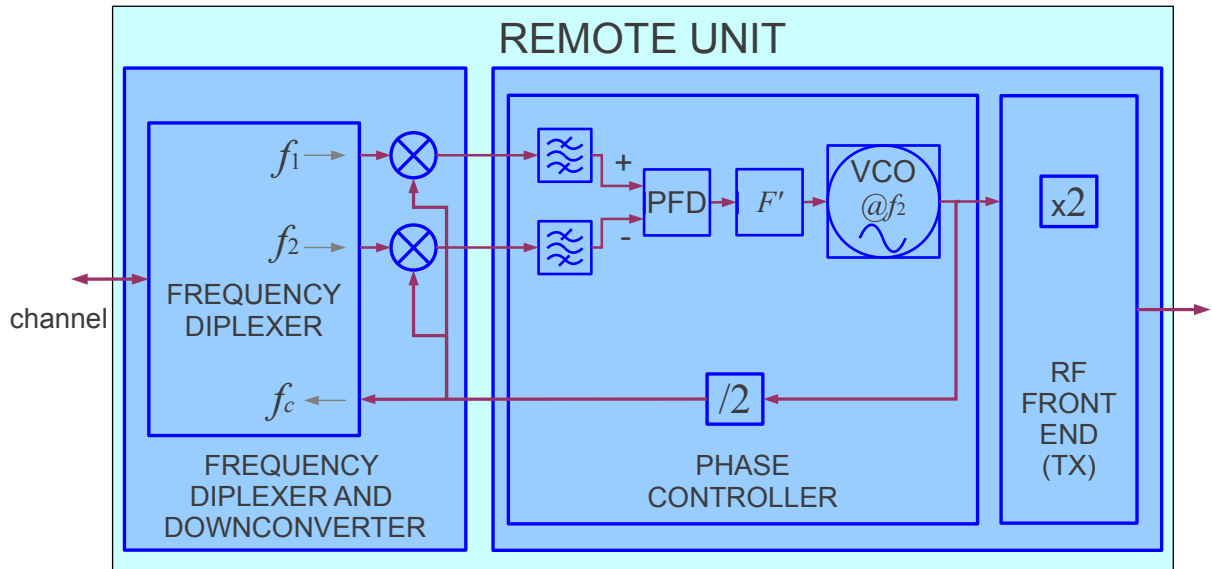 REMOTE UNIT
channel
f1
f2
FREQUENCY
DIPLEXER
fc
FREQUENCY
DIPLEXER AND
DOWNCONVERTER
+
-
PFD
F'
VCO
@f2
/2
PHASE
CONTROLLER
x2
RF
FRONT
END
(TX)